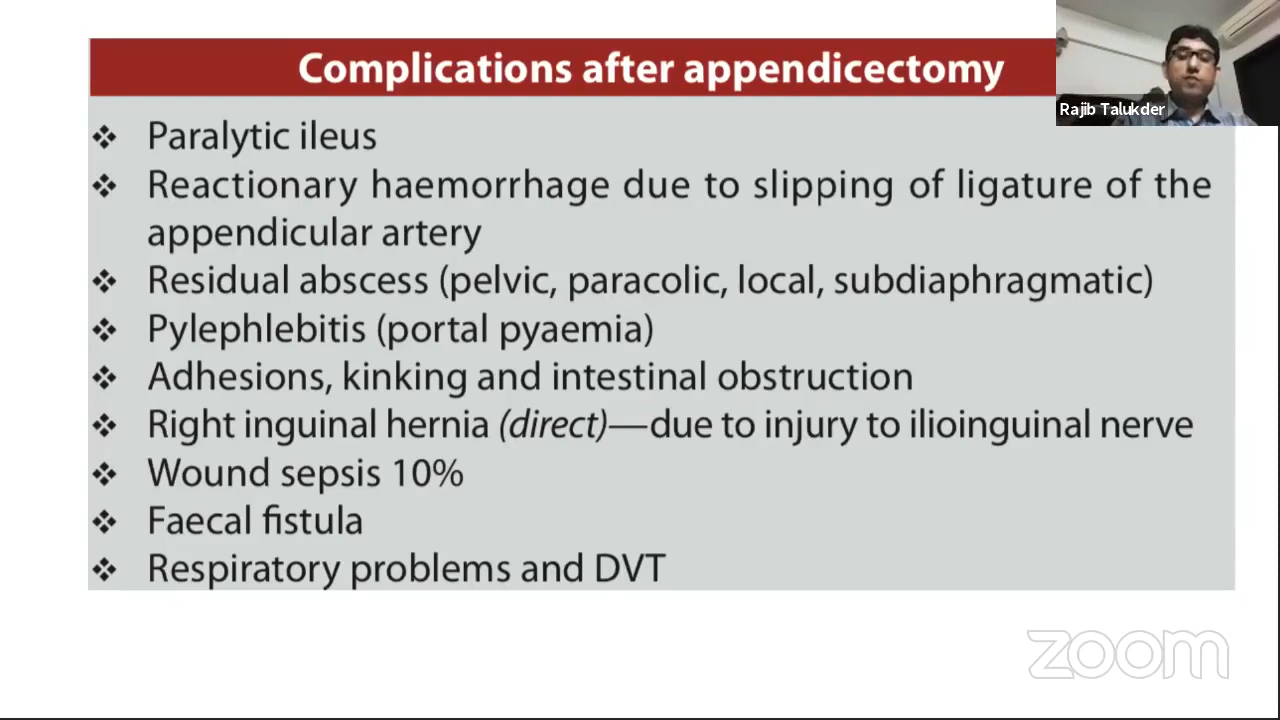 Complications after appendicectomy
Rajib Talukder
❖ Paralytic ileus
❖ Reactionary haemorrhage due to slipping of ligature of the
appendicular artery
❖ Residual abscess (pelvic, paracolic, local, subdiaphragmatic)
❖ Pylephlebitis (portal pyaemia)
❖ Adhesions, kinking and intestinal obstruction
❖ Right inguinal hernia (direct)—due to injury to ilioinguinal nerve
❖ Wound sepsis 10%
❖ Faecal fistula
❖ Respiratory problems and DVT
zoom